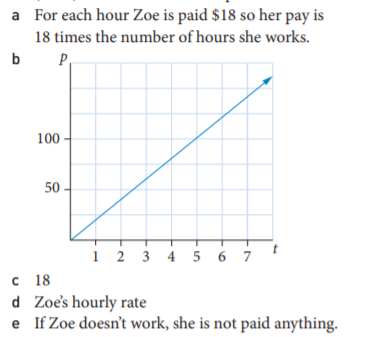 a For each hour Zoe is paid $18 so her pay is
18 times the number of hours she works.
b
P
100
50
1 2 3 4 5 6 7 t
c 18
d Zoe's hourly rate
e If Zoe doesn't work, she is not paid anything.